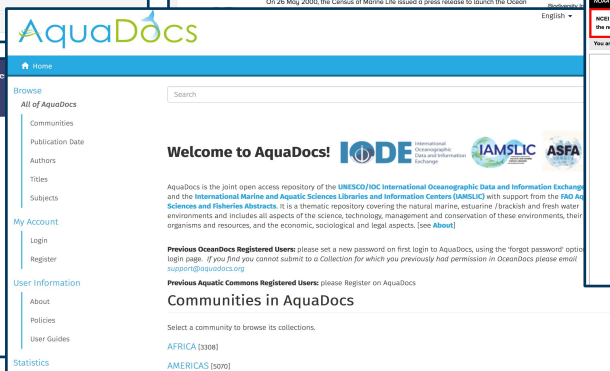 On 26 May 2000, the Census of Marine Life issued a press release to launch the Ocean
NCEI
You
English
AquaDocs
Home
Search
Browse
All of AquaDocs
Communities
Publication Date
Authors
Titles
Subjects
My Account
Login
Register
User Information
About
Policies
User Guides
Statistics
Welcome to AquaDocs!
IODE International Oceanographic Data and Information Exchange
IAMSLIC
ASFA
AquaDocs is the joint open access repository of the UNESCO/IOC International Oceanographic Data and Information Exchange
and the International Marine and Aquatic Sciences Libraries and Information Centers (IAMSLIC) with support from the FAO Aq
Sciences and Fisheries Abstracts. It is a thematic repository covering the natural marine, estuarine /brackish and fresh water
environments and includes all aspects of the science, technology, management and conservation of these environments, their
organisms and resources, and the economic, sociological and legal aspects. [see About]
Previous OceanDocs Registered Users: please set a new password on first login to AquaDocs, using the 'forgot password' optio
login page. If you find you cannot submit to a Collection for which you previously had permission in OceanDocs please email
support@aquadocs.org
Previous Aquatic Commons Registered Users: please Register on AquaDocs
Communities in AquaDocs
Select a community to browse its collections.
AFRICA [3308]
AMERICAS [5070]